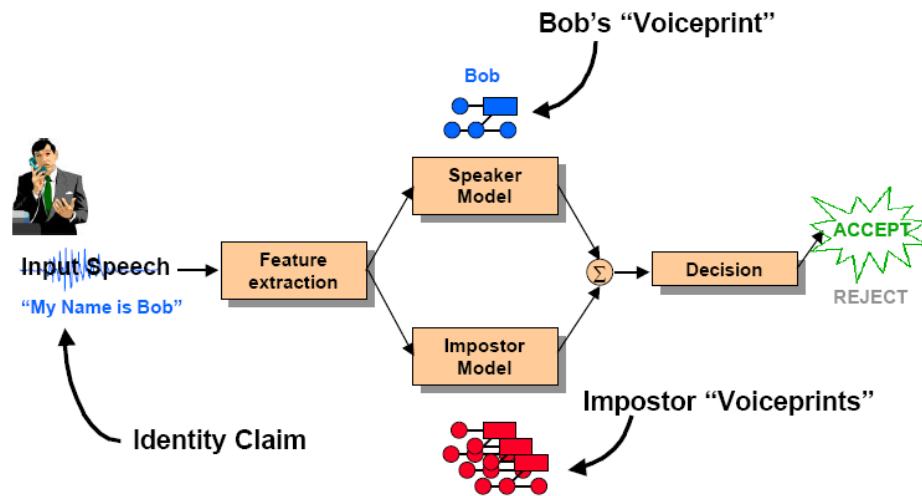 Bob's "Voiceprint"
Bob
Speaker
Model
Input Speech
"My Name is Bob"
Feature
extraction
Σ
Decision
ACCEPT
REJECT
Impostor
Model
Impostor "Voiceprints"
Identity Claim